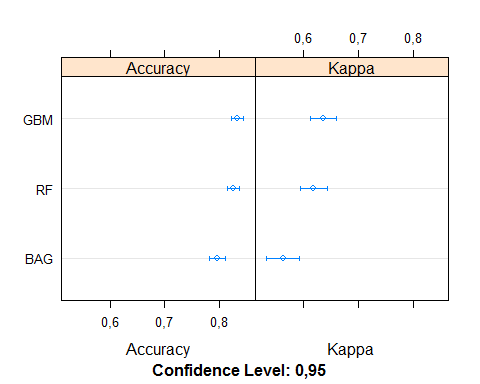 0,6 0,7 0,8
Accuracy Kappa
GBM
RF
BAG
0,6 0,7 0,8
Accuracy Kappa
Confidence Level: 0,95